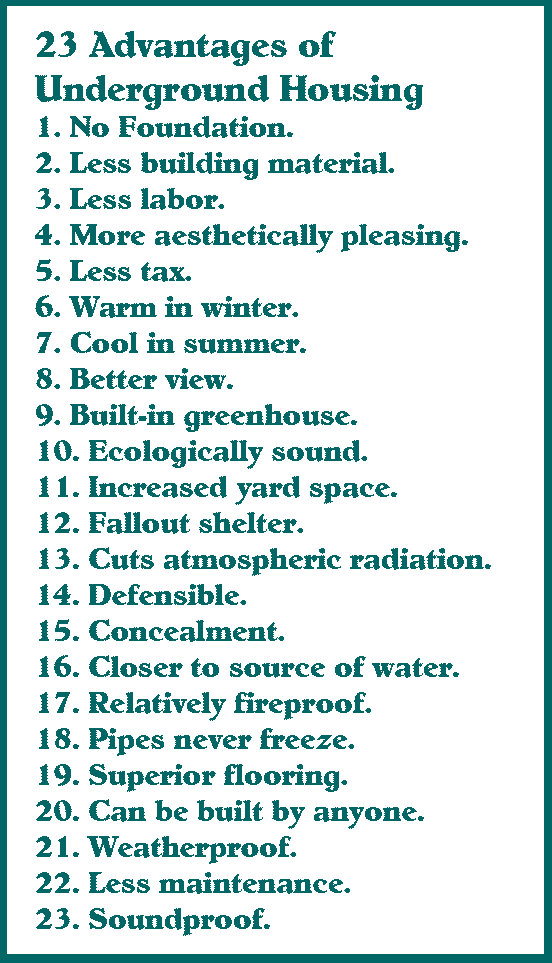 23 Advantages of
Underground Housing
1. No Foundation.
2. Less building material.
3. Less labor.
4. More aesthetically pleasing.
5. Less tax.
6. Warm in winter.
7. Cool in summer.
8. Better view.
9. Built-in greenhouse.
10. Ecologically sound.
11. Increased yard space.
12. Fallout shelter.
13. Cuts atmospheric radiation.
14. Defensible.
15. Concealment.
16. Closer to source of water.
17. Relatively fireproof.
18. Pipes never freeze.
19. Superior flooring.
20. Can be built by anyone.
21. Weatherproof.
22. Less maintenance.
23. Soundproof.